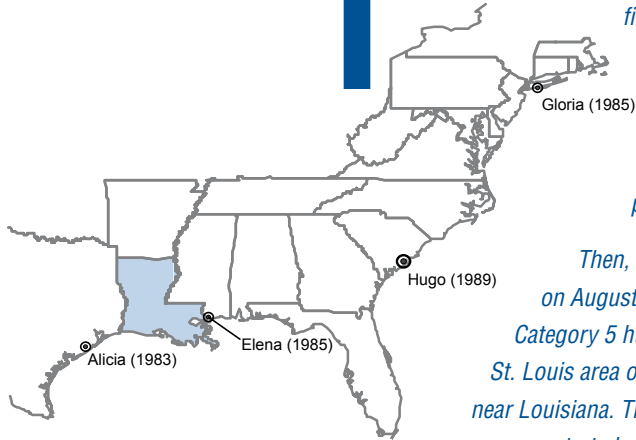 Gloria (1985)
Hugo (1989)
Elena (1985)
Alicia (1983)
Then,
on August
Category 5 h
St. Louis area o
near Louisiana. T